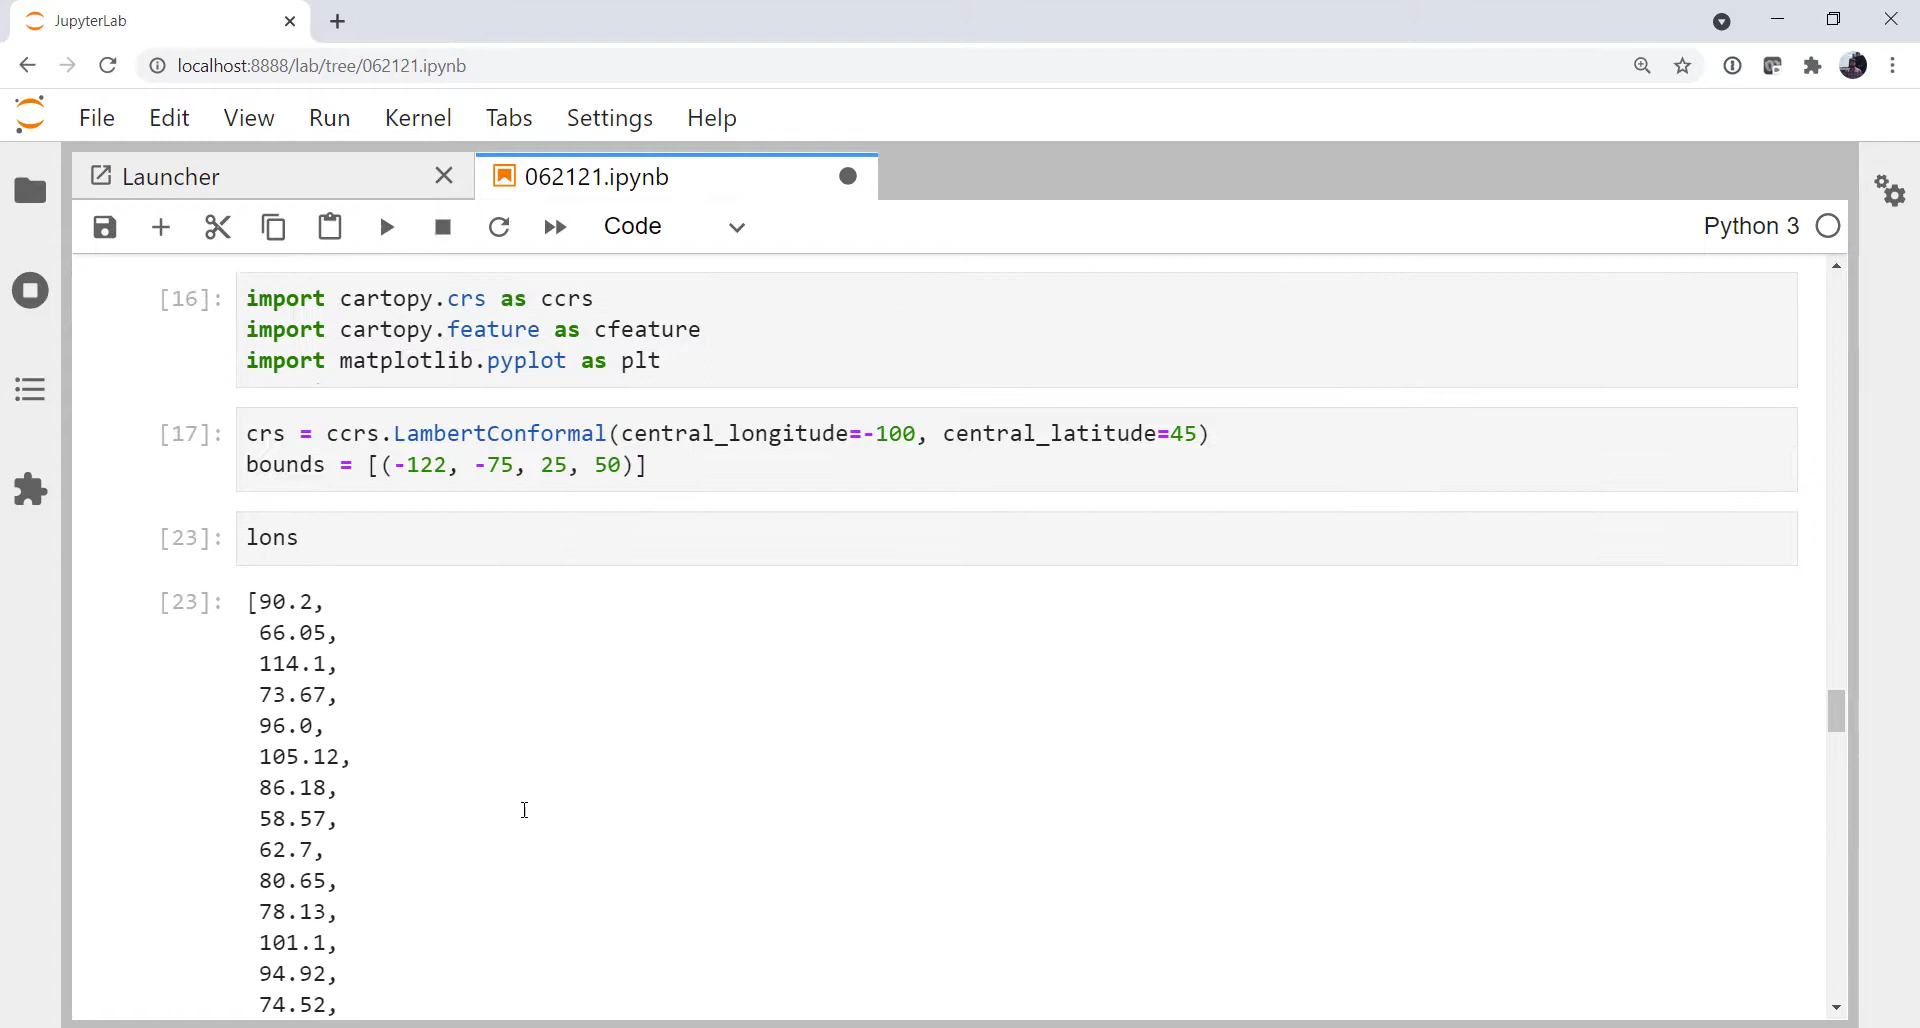 JupyterLab
localhost:8888/lab/tree/062121.ipynb
File Edit View Run Kernel Tabs Settings Help
Launcher
062121.ipynb
Code
Python 3
[16]:
import cartopy.crs as ccrs
import cartopy.feature as cfeature
import matplotlib.pyplot as plt
[17]:
crs = ccrs.LambertConformal(central_longitude=-100, central_latitude=45)
bounds = [(-122, -75, 25, 50)]
[23]:
lons
[23]:
[90.2,
66.05,
114.1,
73.67,
96.0,
105.12,
86.18,
58.57,
62.7,
80.65,
78.13,
101.1,
94.92,
74.52,